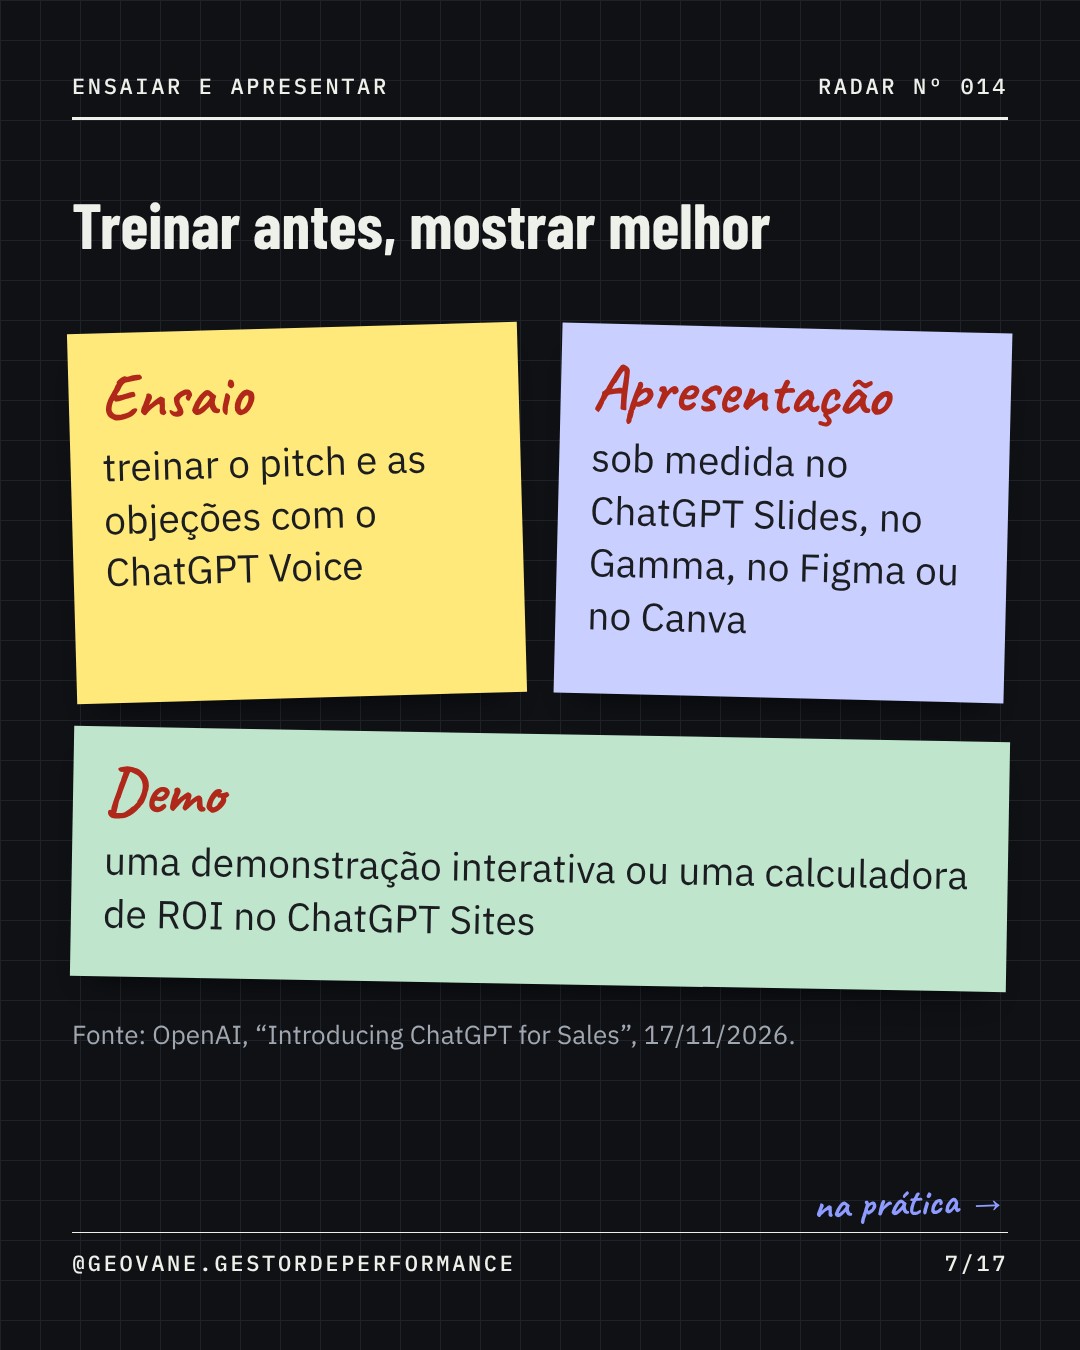 ENSAIAR E APRESENTAR
RADAR Nº 014
Treinar antes, mostrar melhor
Ensaio
treinar o pitch e as
objeções com o
ChatGPT Voice
Apresentação
sob medida no
ChatGPT Slides, no
Gamma, no Figma ou
no Canva
Demo
uma demonstração interativa ou uma calculadora
de ROI no ChatGPT Sites
Fonte: OpenAI, “Introducing ChatGPT for Sales”, 17/11/2026.
na prática →
@GEOVANE.GESTORDEPERFORMANCE
7/17